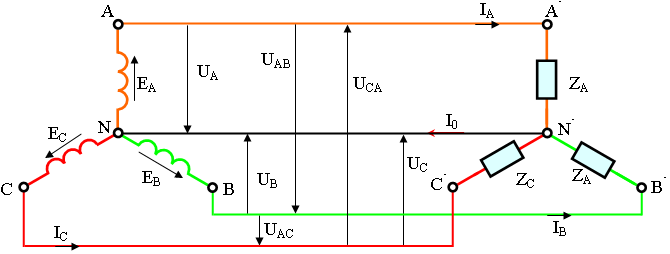 A
I_A
A'
U_A
U_AB
U_CA
E_A
Z_A
E_C
N
I_0
N'
E_B
U_B
U_C
Z_C
Z_A
C
B
C'
B'
U_AC
I_B
I_C